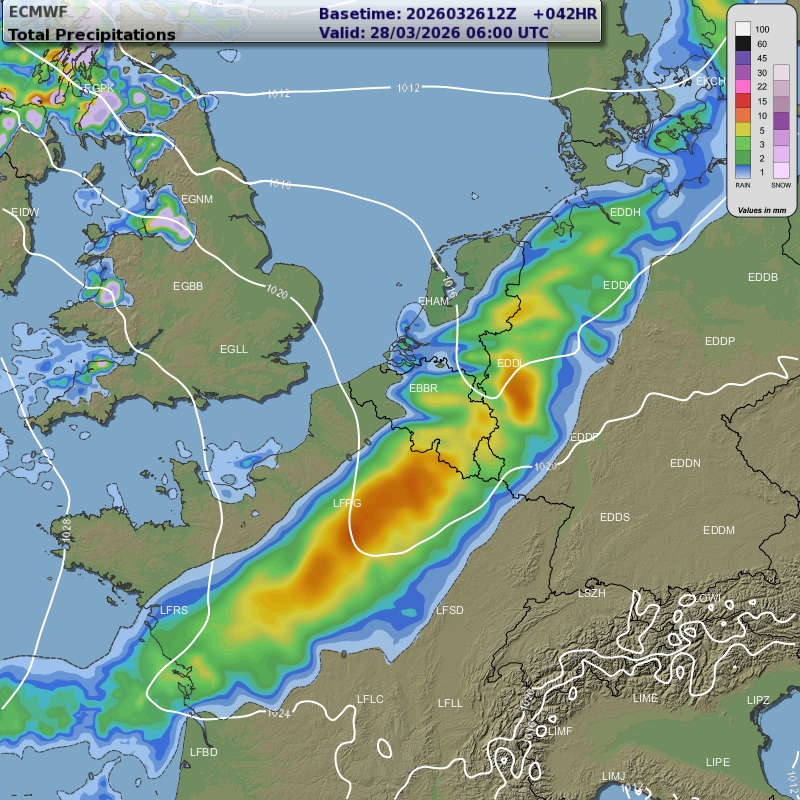 ECMWF
Basetime: 2026032612Z +042HR
Total Precipitations
Valid: 28/03/2026 06:00 UTC
100
60
45
30
22
15
10
5
3
2
1
RAIN SNOW
Values in mm
EGPK
1012
1012
EKCH
1016
EGNM
EIDW
EDDH
EGBB
1020
1016
EDDV
EDDB
EHAM
EGLL
EDDP
EDDL
EBBR
EDDF
1020
EDDN
LFPG
EDDS
EDDM
1028
LSZH
LOWI
LFRS
LFSD
LFLC
LFLL
LIME
LIPZ
1024
LIMF
LFBD
LIPE
LIMJ